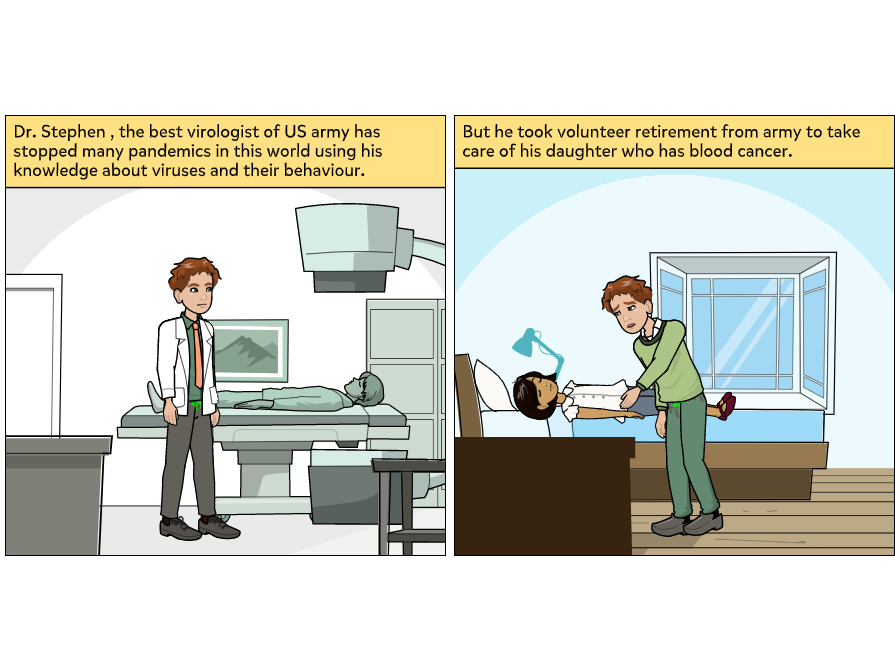 Dr. Stephen , the best virologist of US army has
stopped many pandemics in this world using his
knowledge about viruses and their behaviour.
But he took volunteer retirement from army to take
care of his daughter who has blood cancer.